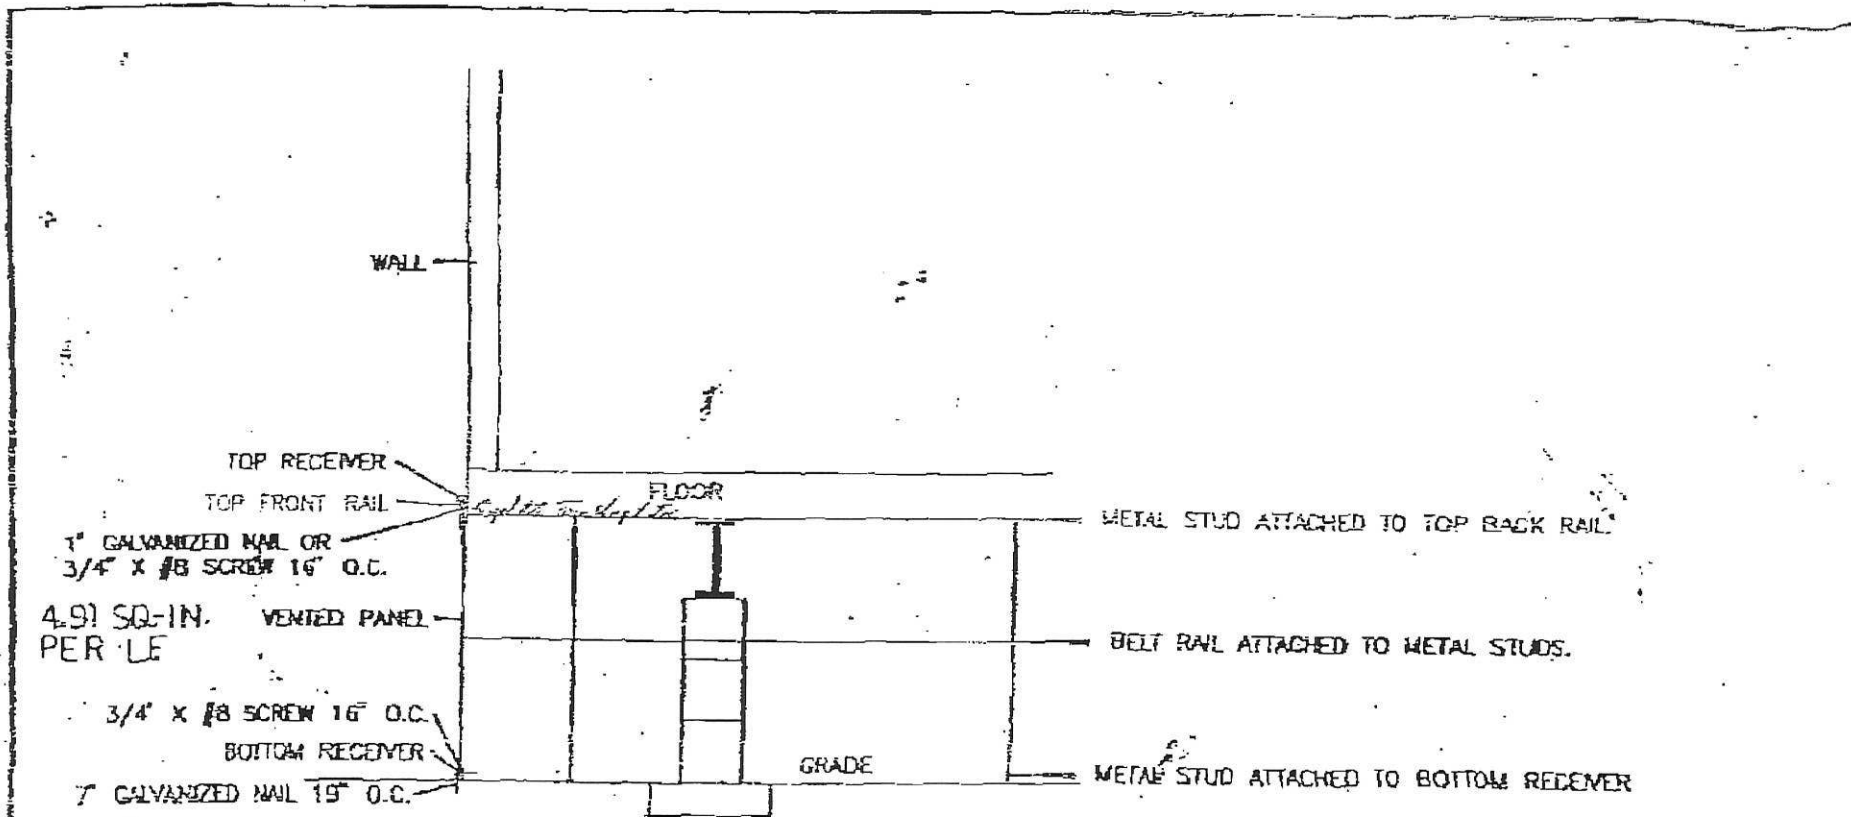 WALL
TOP RECEIVER
TOP FRONT RAIL
FLOOR
1" GALVANIZED NAIL OR
3/4" X #8 SCREW 16" O.C.
METAL STUD ATTACHED TO TOP BACK RAIL.
4.91 SQ-IN.
PER LF
VENTED PANEL
BELT RAIL ATTACHED TO METAL STUDS.
3/4" X #8 SCREW 16" O.C.
BOTTOM RECEIVER
GRADE
METAL STUD ATTACHED TO BOTTOM RECEIVER
7" GALVANIZED NAIL 19" O.C.